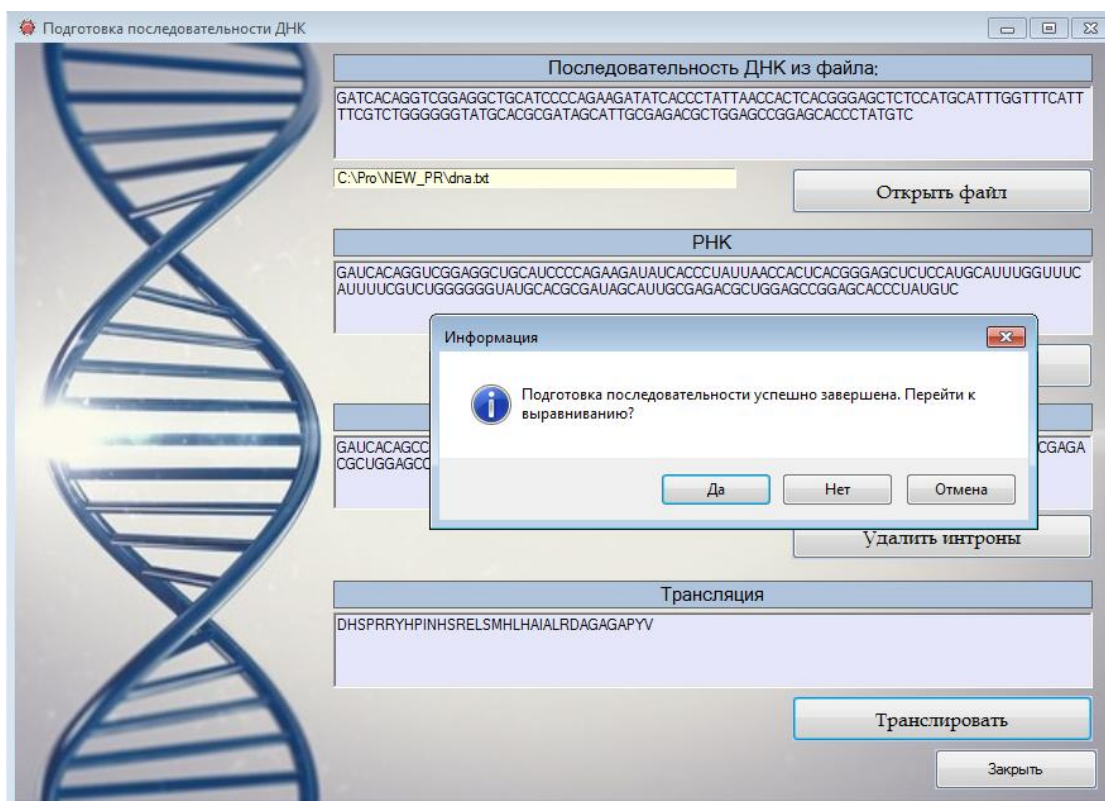 Подготовка последовательности ДНК
Последовательность ДНК из файла:
GATCACAGGTCGGAGGCTGCATCCCCAGAAGATATCACCCTATTAACCACTCACGGGAGCTCTCCATGCATTTGGTTTCATT
TTCGTCTGGGGGGTATGCACGCGATAGCATTGCGAGACGCTGGAGCCGGAGCACCCTATGTC
C:\Pro\NEW_PR\dna.txt
Открыть файл
РНК
GAUCACAGGUCGGAGGCUGCAUCCCCAGAAGAUAUCACCCUAUUAACCACUCACGGGAGCUCUCCAUGCAUUUGGUUUC
AUUUUCGUCUGGGGGGUAUGCACGCGAUAGCAUUGCGAGACGCUGGAGCCGGAGCACCCUAUGUC
Информация
Подготовка последовательности успешно завершена. Перейти к
выравниванию?
Да Нет Отмена
GAUCACAGCC CGAGA
CGCUGGAGCC
Удалить интроны
Трансляция
DHSPRRYHPINHSRELSMHLHAIALRDAGAGAPYV
Транслировать
Закрыть